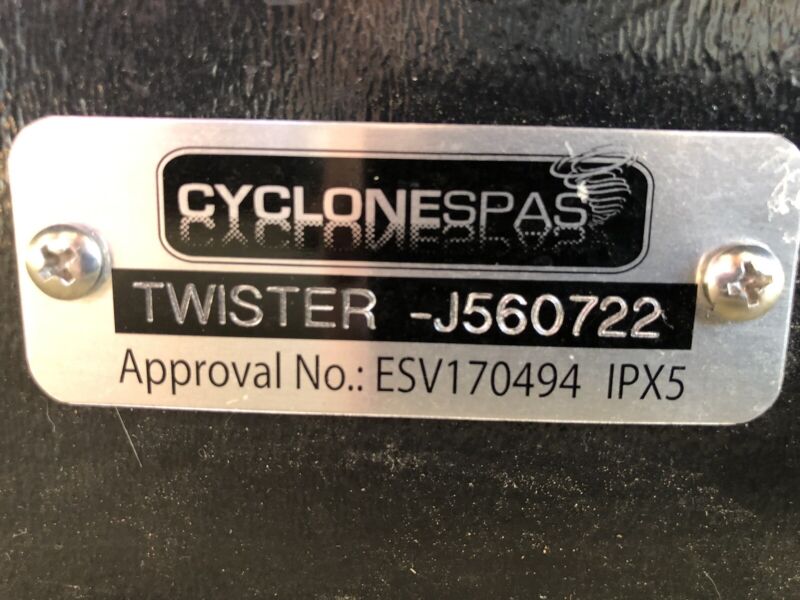 CYCLONESPAS
TWISTER -J560722
Approval No.: ESV170494 IPX5